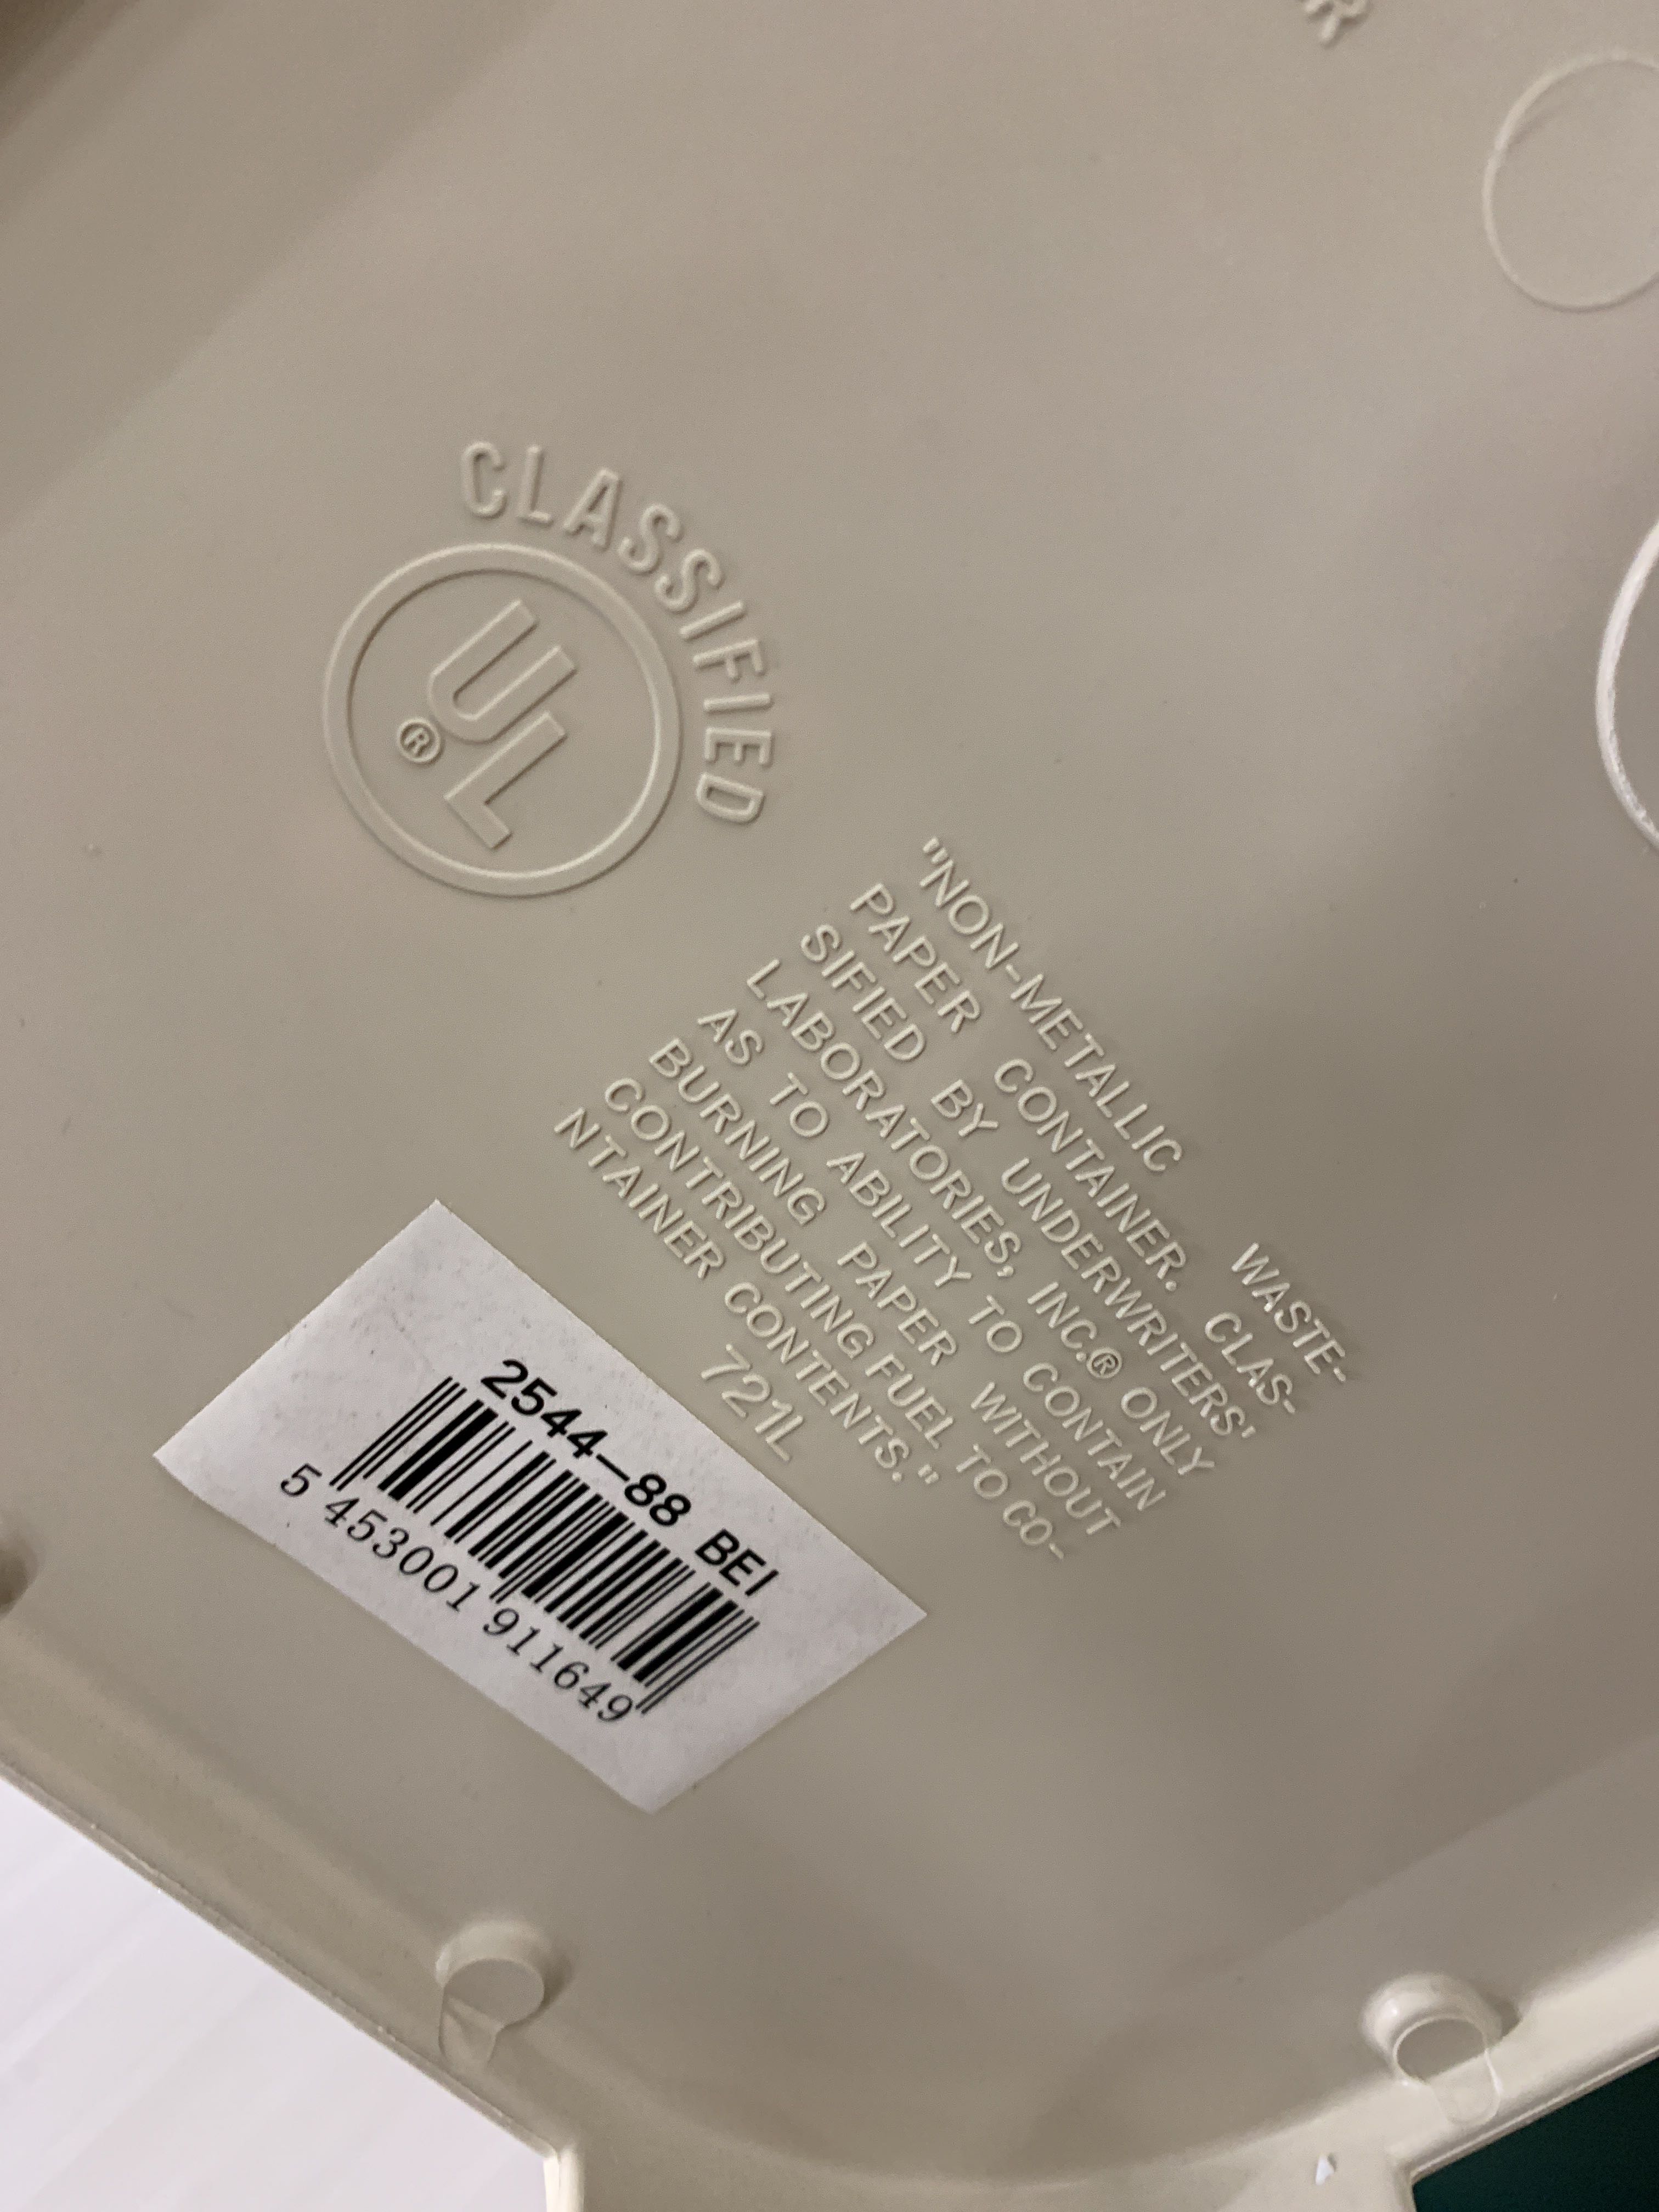 CLASSIFIED
UL®
"NON-METALLIC WASTE-
PAPER CONTAINER. CLAS-
SIFIED BY UNDERWRITERS'
LABORATORIES, INC.® ONLY
AS TO ABILITY TO CONTAIN
BURNING PAPER WITHOUT
CONTRIBUTING FUEL TO CO-
NTAINER CONTENTS."
721L
2544-88 BEI
5 453001 911649